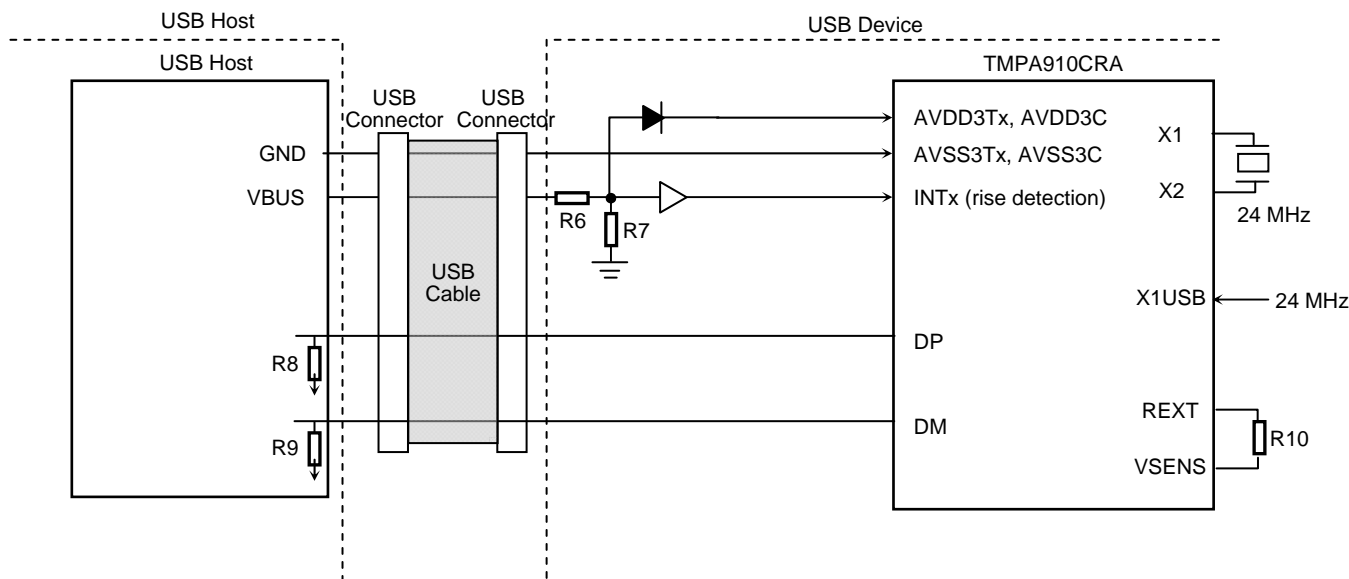 USB Host
USB Device
USB Host
TMPA910CRA
USB
Connector
USB
Connector
AVDD3Tx, AVDD3C
X1
GND
AVSS3Tx, AVSS3C
VBUS
INTx (rise detection)
X2
R6
R7
24 MHz
USB
Cable
X1USB
24 MHz
DP
R8
REXT
DM
R9
R10
VSENS